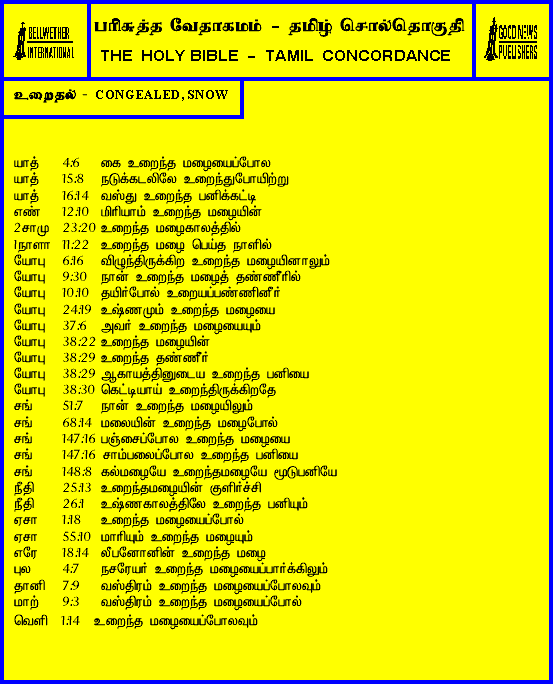 BELLWETHER INTERNATIONAL
பரிசுத்த வேதாகமம் - தமிழ் சொல்தொகுதி
THE HOLY BIBLE - TAMIL CONCORDANCE
GOOD NEWS PUBLISHERS
உறைதல் - CONGEALED, SNOW
யாத் 4:6 கை உறைந்த மழையைப்போல
யாத் 15:8 நடுக்கடலிலே உறைந்துபோயிற்று
யாத் 16:14 வஸ்து உறைந்த பனிக்கட்டி
எண் 12:10 மிரியாம் உறைந்த மழையின்
2சாமு 23:20 உறைந்த மழைகாலத்தில்
1நாளா 11:22 உறைந்த மழை பெய்த நாளில்
யோபு 6:16 விழுந்திருக்கிற உறைந்த மழையினாலும்
யோபு 9:30 நான் உறைந்த மழைத் தண்ணீரில்
யோபு 10:10 தயிர்போல் உறையப்பண்ணினீர்
யோபு 24:19 உஷ்ணமும் உறைந்த மழையை
யோபு 37:6 அவர் உறைந்த மழையையும்
யோபு 38:22 உறைந்த மழையின்
யோபு 38:29 உறைந்த தண்ணீர்
யோபு 38:29 ஆகாயத்தினுடைய உறைந்த பனியை
யோபு 38:30 கெட்டியாய் உறைந்திருக்கிறதே
சங் 51:7 நான் உறைந்த மழையிலும்
சங் 68:14 மலையின் உறைந்த மழைபோல்
சங் 147:16 பஞ்சைப்போல உறைந்த மழையை
சங் 147:16 சாம்பலைப்போல உறைந்த பனியை
சங் 148:8 கல்மழையே உறைந்தமழையே மூடுபனியே
நீதி 25:13 உறைந்தமழையின் குளிர்ச்சி
நீதி 26:1 உஷ்ணகாலத்திலே உறைந்த பனியும்
ஏசா 1:18 உறைந்த மழையைப்போல்
ஏசா 55:10 மாரியும் உறைந்த மழையும்
எரே 18:14 லீபனோனின் உறைந்த மழை
புல 4:7 நசரேயர் உறைந்த மழையைப்பார்க்கிலும்
தானி 7:9 வஸ்திரம் உறைந்த மழையைப்போலவும்
மாற் 9:3 வஸ்திரம் உறைந்த மழையைப்போல்
வெளி 1:14 உறைந்த மழையைப்போலவும்